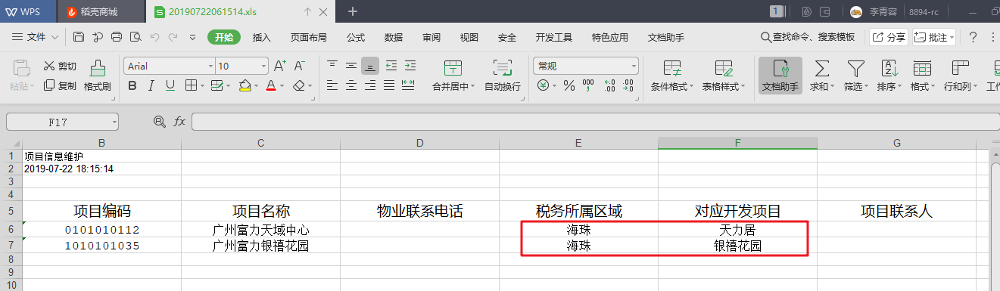 WPS 稻壳商城 20190722061514.xls 1 李青容 8894-rc
文件 开始 插入 页面布局 公式 数据 审阅 视图 安全 开发工具 特色应用 文档助手 查找命令、搜索模板 分享 批注 ?
粘贴 剪切 复制 格式刷 Arial 10 A+ A- B I U A 合并居中 自动换行 常规 % 000 条件格式 表格样式 文档助手 求和 筛选 排序 格式 行和列
F17 fx
B C D E F G
1 项目信息维护
2 2019-07-22 18:15:14
3
4
5 项目编码 项目名称 物业联系电话 税务所属区域 对应开发项目 项目联系人
6 0101010112 广州富力天域中心 海珠 天力居
7 1010101035 广州富力银禧花园 海珠 银禧花园
8
9
10